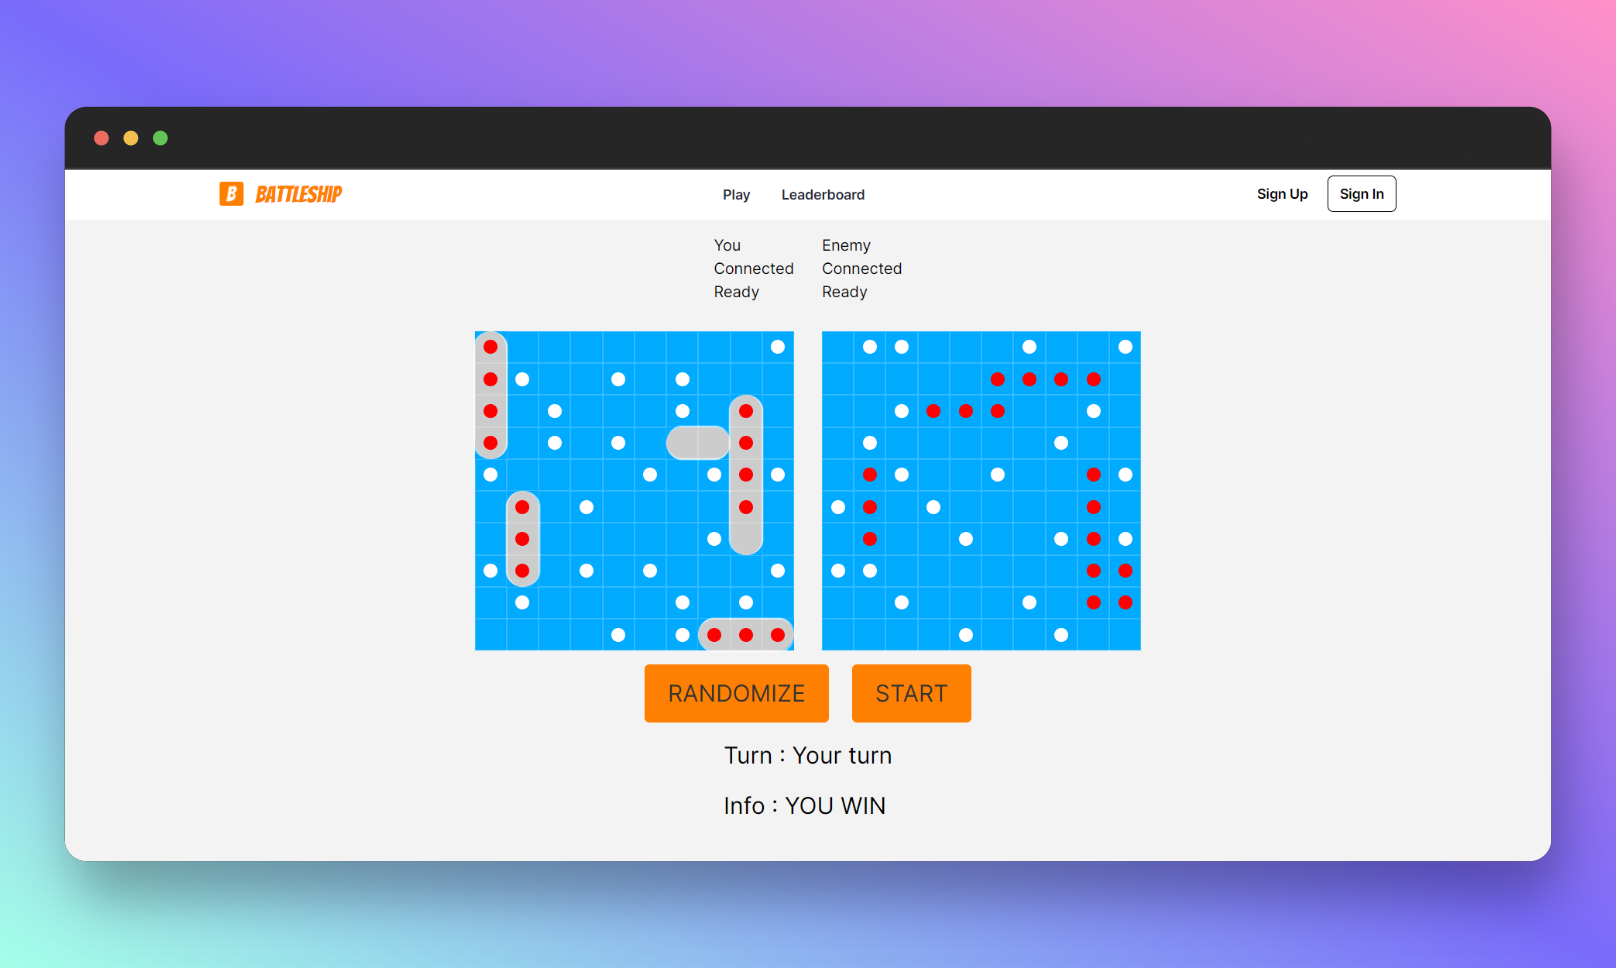 B BATTLESHIP
Play Leaderboard
Sign Up Sign In
You Enemy
Connected Connected
Ready Ready
RANDOMIZE START
Turn : Your turn
Info : YOU WIN